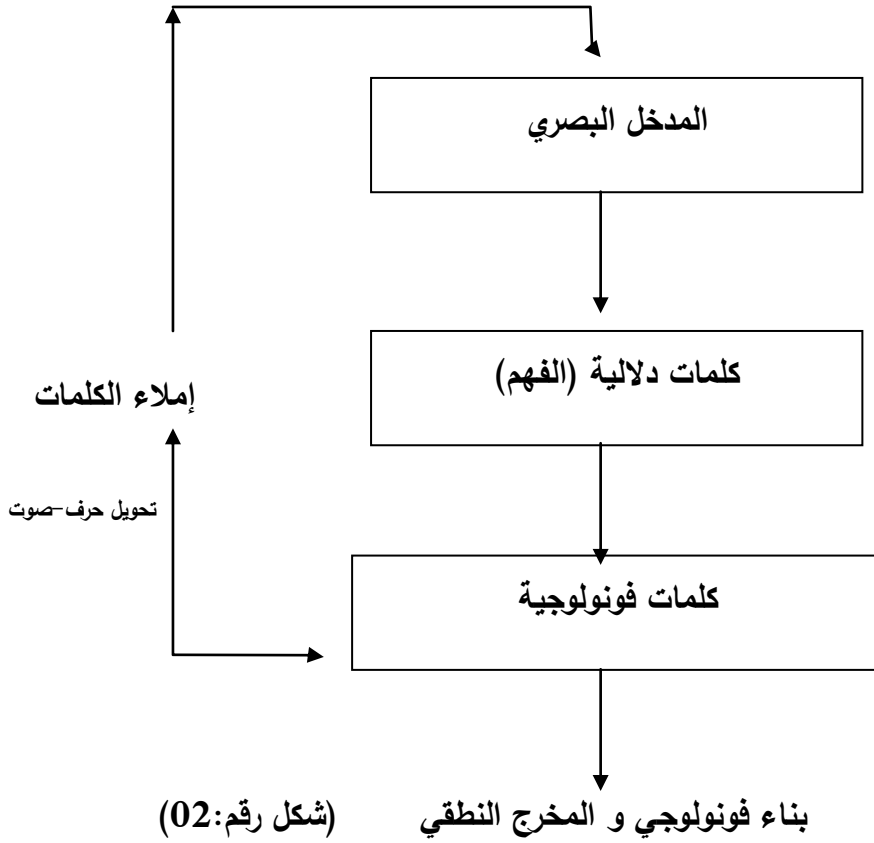 المدخل البصري
كلمات دلالية (الفهم)
إملاء الكلمات
تحويل حرف-صوت
كلمات فونولوجية
بناء فونولوجي و المخرج النطقي (شكل رقم:02)